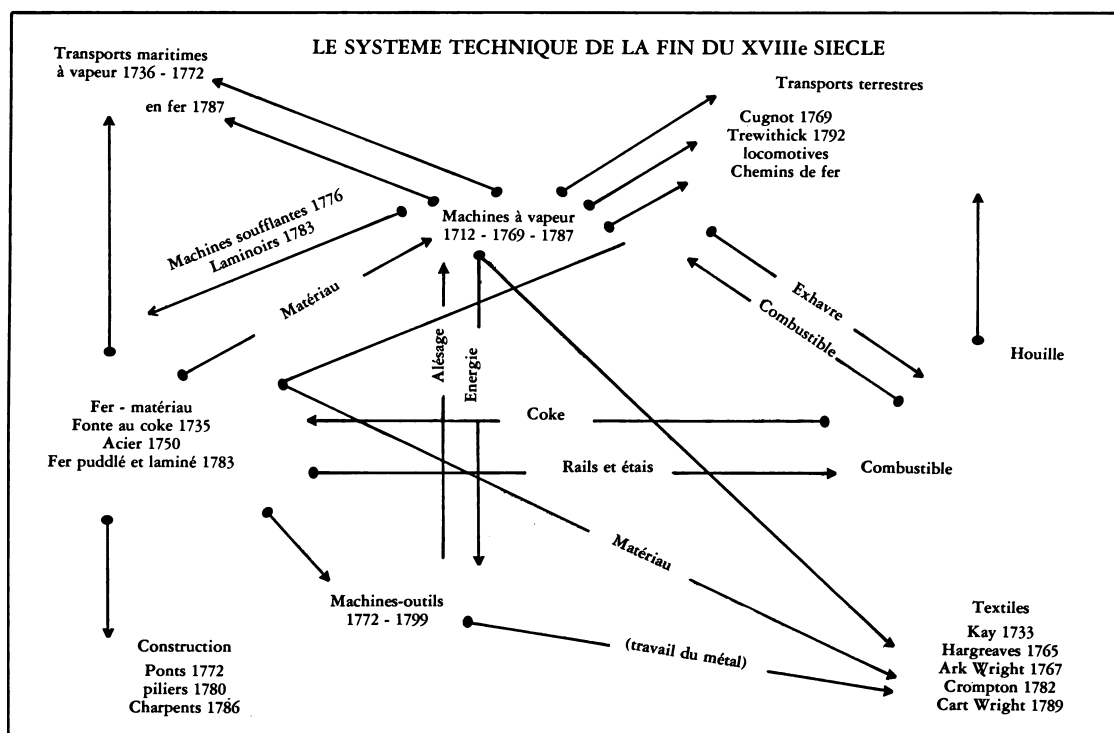 LE SYSTEME TECHNIQUE DE LA FIN DU XVIIIe SIECLE
Transports maritimes
à vapeur 1736 - 1772
en fer 1787
Transports terrestres
Cugnot 1769
Trewithick 1792
locomotives
Chemins de fer
Machines à vapeur
1712 - 1769 - 1787
Machines soufflantes 1776
Laminoirs 1783
Matériau
Alésage
Energie
Exhavre
Combustible
Houille
Fer - matériau
Fonte au coke 1735
Acier 1750
Fer puddlé et laminé 1783
Coke
Rails et étais
Combustible
Matériau
Machines-outils
1772 - 1799
(travail du métal)
Construction
Ponts 1772
piliers 1780
Charpents 1786
Textiles
Kay 1733
Hargreaves 1765
Ark Wright 1767
Crompton 1782
Cart Wright 1789